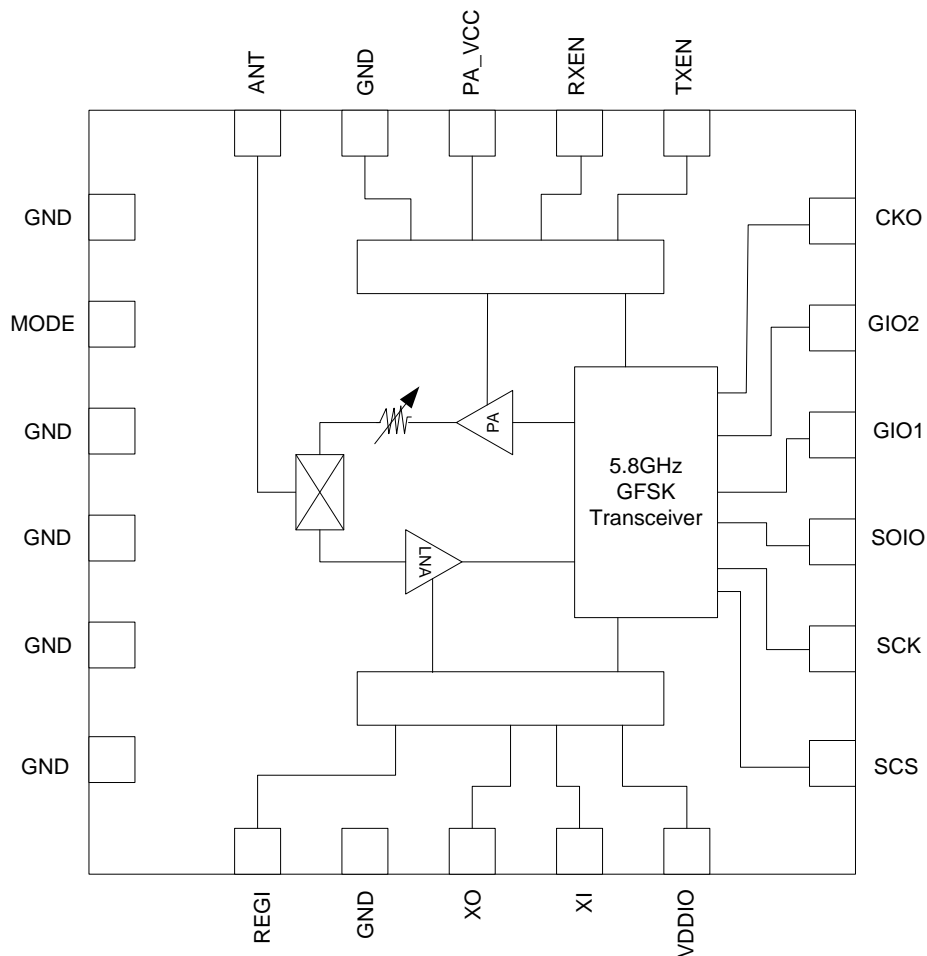 ANT
GND
PA_VCC
RXEN
TXEN
GND
CKO
MODE
GIO2
GND
GIO1
PA
5.8GHz
GFSK
Transceiver
GND
SOIO
LNA
GND
SCK
GND
SCS
REGI
GND
XO
XI
VDDIO